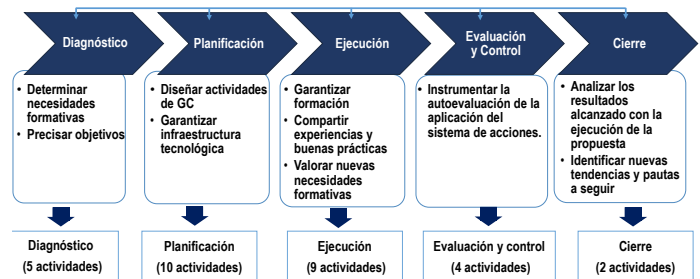 Diagnóstico
Planificación
Ejecución
Evaluación
y Control
Cierre
• Determinar
necesidades
formativas
• Precisar objetivos
• Diseñar actividades
de GC
• Garantizar
infraestructura
tecnológica
• Garantizar
formación
• Compartir
experiencias y
buenas prácticas
• Valorar nuevas
necesidades
formativas
• Instrumentar la
autoevaluación de la
aplicación del
sistema de acciones.
• Analizar los
resultados
alcanzado con la
ejecución de la
propuesta
• Identificar nuevas
tendencias y pautas
a seguir
Diagnóstico
(5 actividades)
Planificación
(10 actividades)
Ejecución
(9 actividades)
Evaluación y control
(4 actividades)
Cierre
(2 actividades)